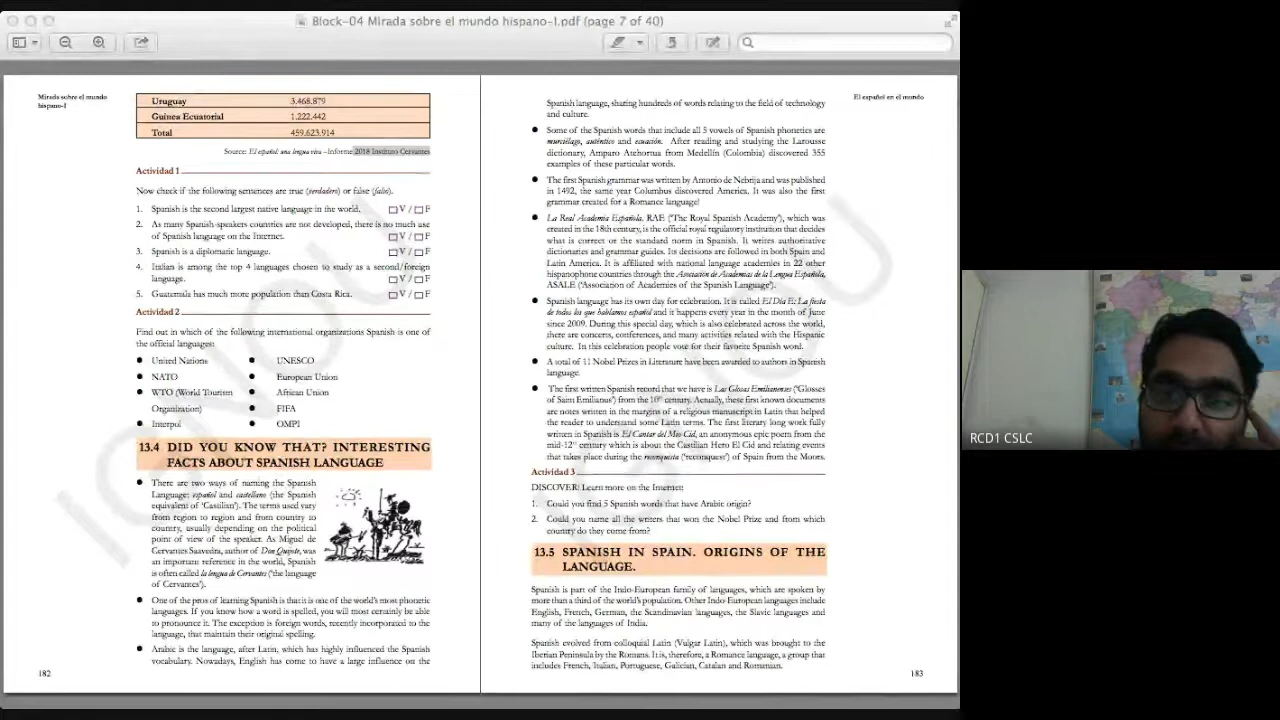 Block-04 Mirada sobre el mundo hispano-I.pdf (page 7 of 40)
Mirada sobre el mundo
hispano-I
Uruguay 3.468.879
Guinea Ecuatorial 1.222.442
Total 459.623.914
Source: El español: una lengua viva –Informe 2018 Instituto Cervantes
Actividad 1
Now check if the following sentences are true (verdadero) or false (falso).
1. Spanish is the second largest native language in the world. V / F
2. As many Spanish-speakers countries are not developed, there is no much use
of Spanish language on the Internet. V / F
3. Spanish is a diplomatic language. V / F
4. Italian is among the top 4 languages chosen to study as a second/foreign
language. V / F
5. Guatemala has much more population than Costa Rica. V / F
Actividad 2
Find out in which of the following international organizations Spanish is one of
the official languages:
● United Nations ● UNESCO
● NATO ● European Union
● WTO (World Tourism ● African Union
Organization) ● FIFA
● Interpol ● OMPI
13.4 DID YOU KNOW THAT? INTERESTING
FACTS ABOUT SPANISH LANGUAGE
● There are two ways of naming the Spanish
Language: español and castellano (the Spanish
equivalent of 'Castilian'). The terms used vary
from region to region and from country to
country, usually depending on the political
point of view of the speaker. As Miguel de
Cervantes Saavedra, author of Don Quijote, was
an important reference in the world, Spanish
is often called la lengua de Cervantes ('the language
of Cervantes').
● One of the pros of learning Spanish is that it is one of the world's most phonetic
languages. If you know how a word is spelled, you will most certainly be able
to pronounce it. The exception is foreign words, recently incorporated to the
language, that maintain their original spelling.
● Arabic is the language, after Latin, which has highly influenced the Spanish
vocabulary. Nowadays, English has come to have a large influence on the
182
El español en el mundo
Spanish language, sharing hundreds of words relating to the field of technology
and culture.
● Some of the Spanish words that include all 5 vowels of Spanish phonetics are
murciélago, auténtico and ecuación. After reading and studying the Larousse
dictionary, Amparo Atehortua from Medellín (Colombia) discovered 355
examples of these particular words.
● The first Spanish grammar was written by Antonio de Nebrija and was published
in 1492, the same year Columbus discovered America. It was also the first
grammar created for a Romance language!
● La Real Academia Española. RAE ('The Royal Spanish Academy'), which was
created in the 18th century, is the official royal regulatory institution that decides
what is correct or the standard norm in Spanish. It writes authoritative
dictionaries and grammar guides. Its decisions are followed in both Spain and
Latin America. It is affiliated with national language academies in 22 other
hispanophone countries through the Asociación de Academias de la Lengua Española,
ASALE ('Association of Academies of the Spanish Language').
● Spanish language has its own day for celebration. It is called El Día E: La fiesta
de todos los que hablamos español and it happens every year in the month of June
since 2009. During this special day, which is also celebrated across the world,
there are concerts, conferences, and many activities related with the Hispanic
culture. In this celebration people vote for their favorite Spanish word.
● A total of 11 Nobel Prizes in Literature have been awarded to authors in Spanish
language.
● The first written Spanish record that we have is Las Glosas Emilianenses ('Glosses
of Saint Emilianus') from the 10th century. Actually, these first known documents
are notes written in the margins of a religious manuscript in Latin that helped
the reader to understand some Latin terms. The first literary long work fully
written in Spanish is El Cantar del Mio Cid, an anonymous epic poem from the
mid-12th century which is about the Castilian Hero El Cid and relating events
that takes place during the reconquista ('reconquest') of Spain from the Moors.
Actividad 3
DISCOVER: Learn more on the Internet:
1. Could you find 5 Spanish words that have Arabic origin?
2. Could you name all the writers that won the Nobel Prize and from which
country do they come from?
13.5 SPANISH IN SPAIN. ORIGINS OF THE
LANGUAGE.
Spanish is part of the Indo-European family of languages, which are spoken by
more than a third of the world's population. Other Indo European languages include
English, French, German, the Scandinavian languages, the Slavic languages and
many of the languages of India.
Spanish evolved from colloquial Latin (Vulgar Latin), which was brought to the
Iberian Peninsula by the Romans. It is, therefore, a Romance language, a group that
includes French, Italian, Portuguese, Galician, Catalan and Romanian.
183
RCD1 CSLC